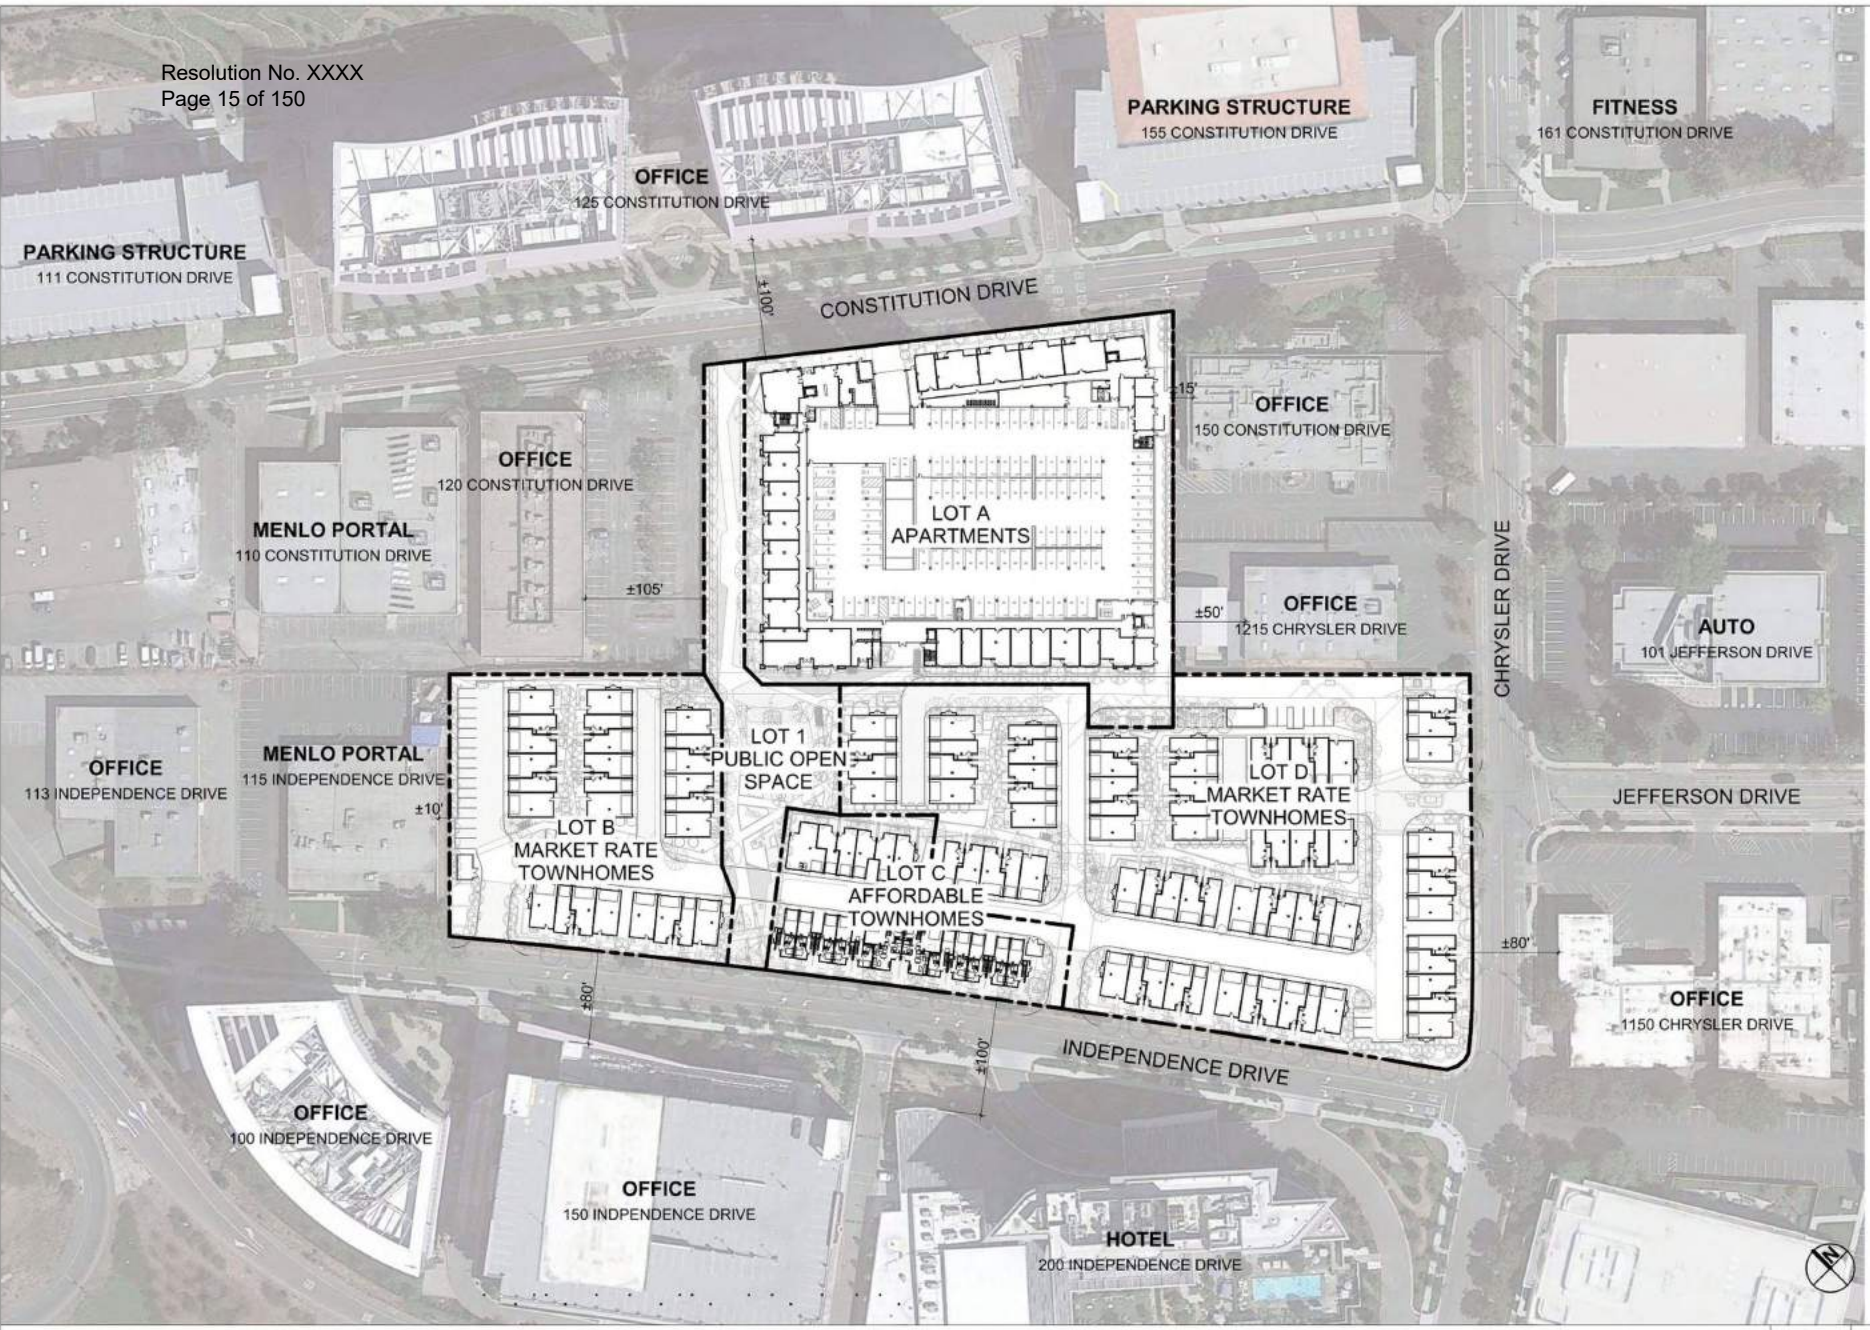 Resolution No. XXXX
Page 15 of 150
PARKING STRUCTURE
155 CONSTITUTION DRIVE
FITNESS
161 CONSTITUTION DRIVE
OFFICE
125 CONSTITUTION DRIVE
PARKING STRUCTURE
111 CONSTITUTION DRIVE
±100'
CONSTITUTION DRIVE
±15'
OFFICE
150 CONSTITUTION DRIVE
OFFICE
120 CONSTITUTION DRIVE
MENLO PORTAL
110 CONSTITUTION DRIVE
LOT A
APARTMENTS
±105'
±50'
OFFICE
1215 CHRYSLER DRIVE
CHRYSLER DRIVE
AUTO
101 JEFFERSON DRIVE
OFFICE
113 INDEPENDENCE DRIVE
MENLO PORTAL
115 INDEPENDENCE DRIVE
±10'
LOT 1
PUBLIC OPEN
SPACE
LOT D
MARKET RATE
TOWNHOMES
JEFFERSON DRIVE
LOT B
MARKET RATE
TOWNHOMES
LOT C
AFFORDABLE
TOWNHOMES
±80'
±80'
OFFICE
1150 CHRYSLER DRIVE
±100'
INDEPENDENCE DRIVE
OFFICE
100 INDEPENDENCE DRIVE
OFFICE
150 INDPENDENCE DRIVE
HOTEL
200 INDEPENDENCE DRIVE
N